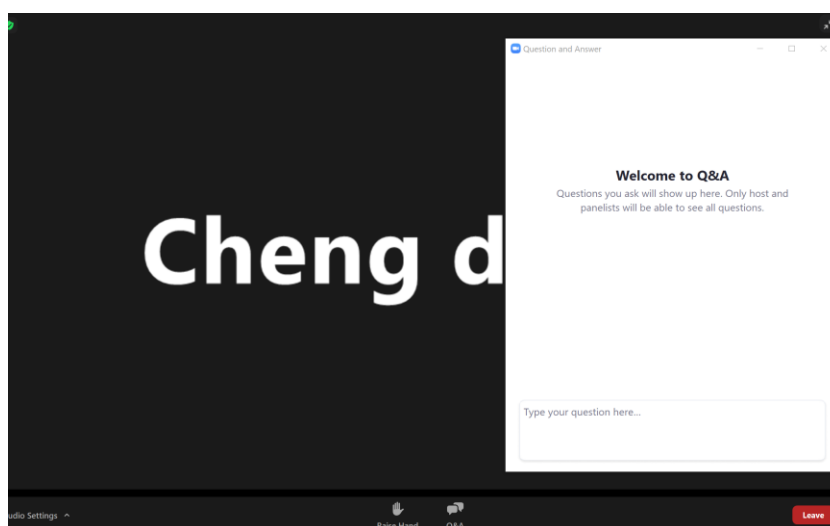 Question and Answer
Welcome to Q&A
Questions you ask will show up here. Only host and
panelists will be able to see all questions.
Cheng d
Type your question here...
udio Settings
Raise Hand
Q&A
Leave